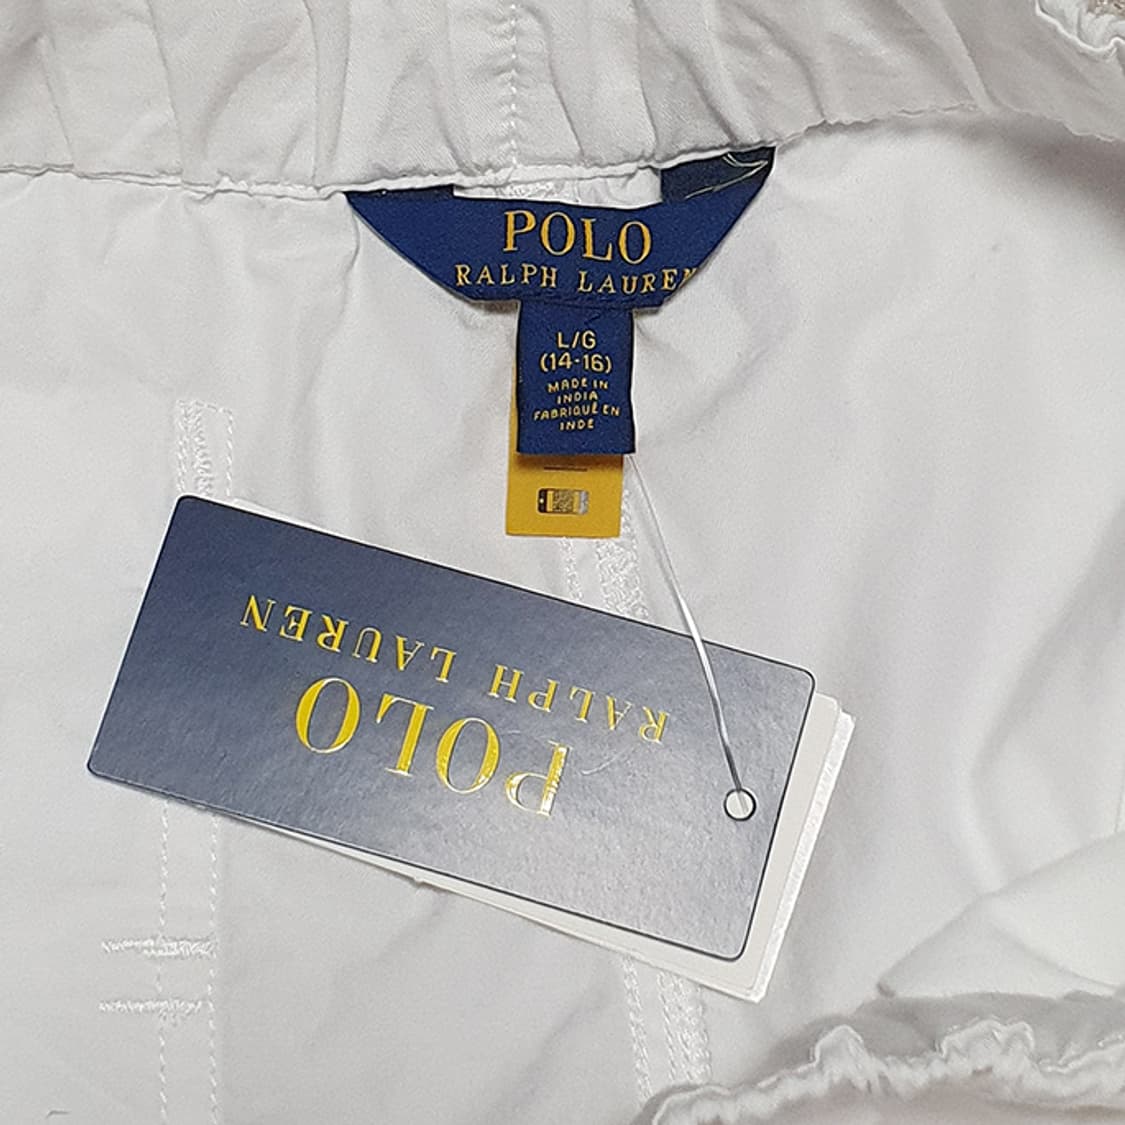 POLO
RALPH LAUREN
L/G
(14-16)
MADE IN
INDIA
FABRIQUÉ EN
INDE
POLO
RALPH LAUREN